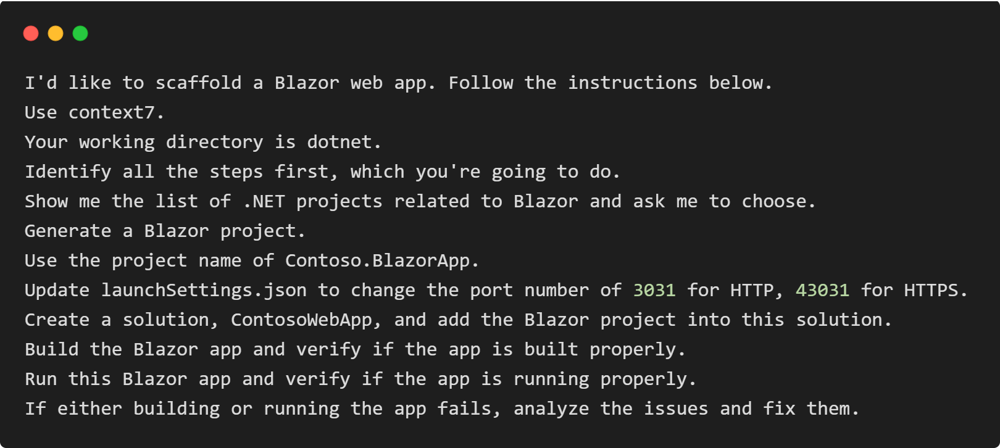 I'd like to scaffold a Blazor web app. Follow the instructions below.
Use context7.
Your working directory is dotnet.
Identify all the steps first, which you're going to do.
Show me the list of .NET projects related to Blazor and ask me to choose.
Generate a Blazor project.
Use the project name of Contoso.BlazorApp.
Update launchSettings.json to change the port number of 3031 for HTTP, 43031 for HTTPS.
Create a solution, ContosoWebApp, and add the Blazor project into this solution.
Build the Blazor app and verify if the app is built properly.
Run this Blazor app and verify if the app is running properly.
If either building or running the app fails, analyze the issues and fix them.